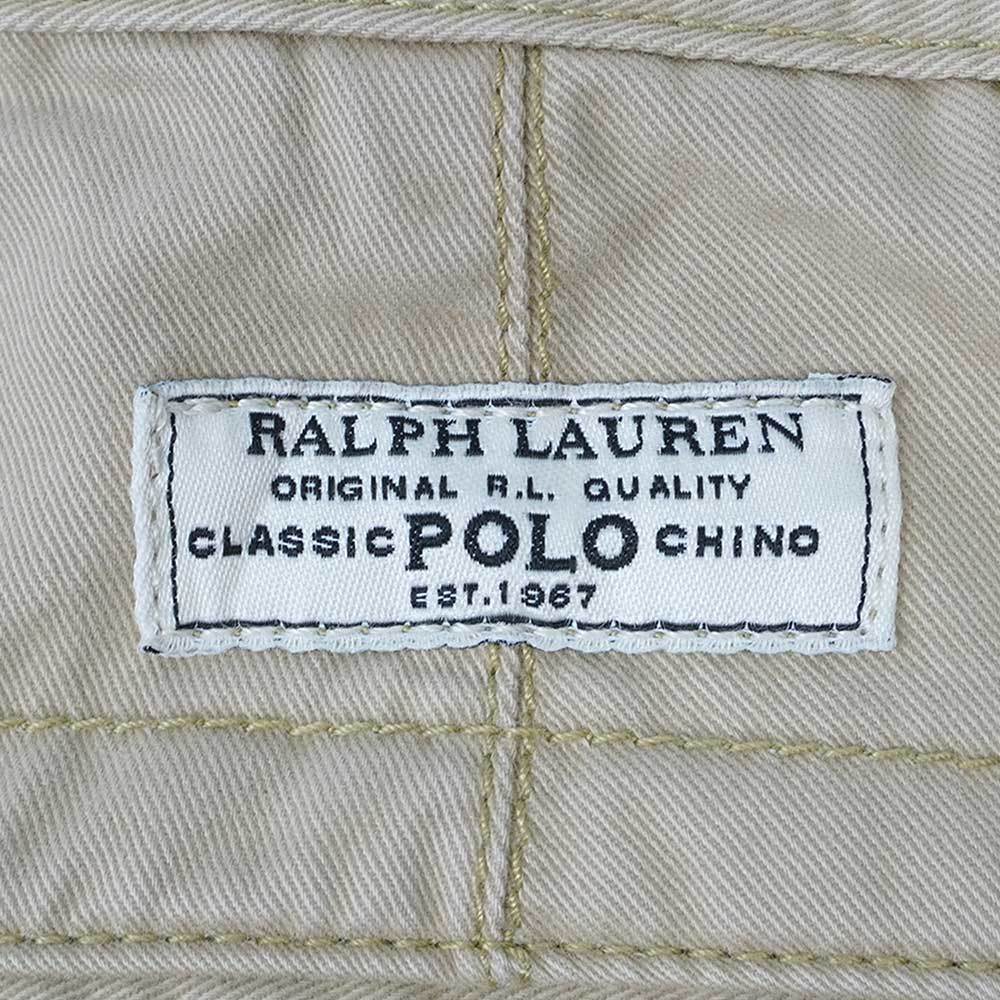 RALPH LAUREN
ORIGINAL R.L. QUALITY
CLASSIC POLO CHINO
EST. 1967